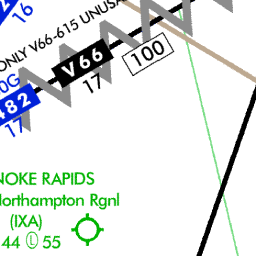 16
ONLY V66-615 UNUSA
V66
100
17
0G
482
17
NOKE RAPIDS
Northampton Rgnl
(IXA)
44 Ⓛ 55